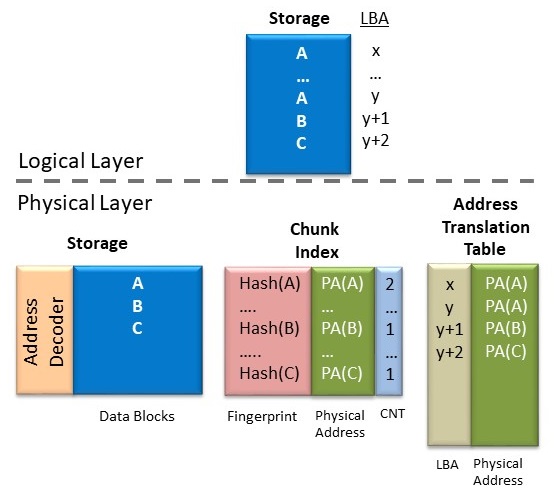 Storage LBA
A x
... ...
A y
B y+1
C y+2
Logical Layer
Physical Layer
Storage
Address Decoder
A
B
C
Data Blocks
Chunk
Index
Hash(A) PA(A) 2
.... ... ...
Hash(B) PA(B) 1
..... ... ...
Hash(C) PA(C) 1
Fingerprint Physical Address CNT
Address
Translation
Table
x PA(A)
y PA(A)
y+1 PA(B)
y+2 PA(C)
LBA Physical Address